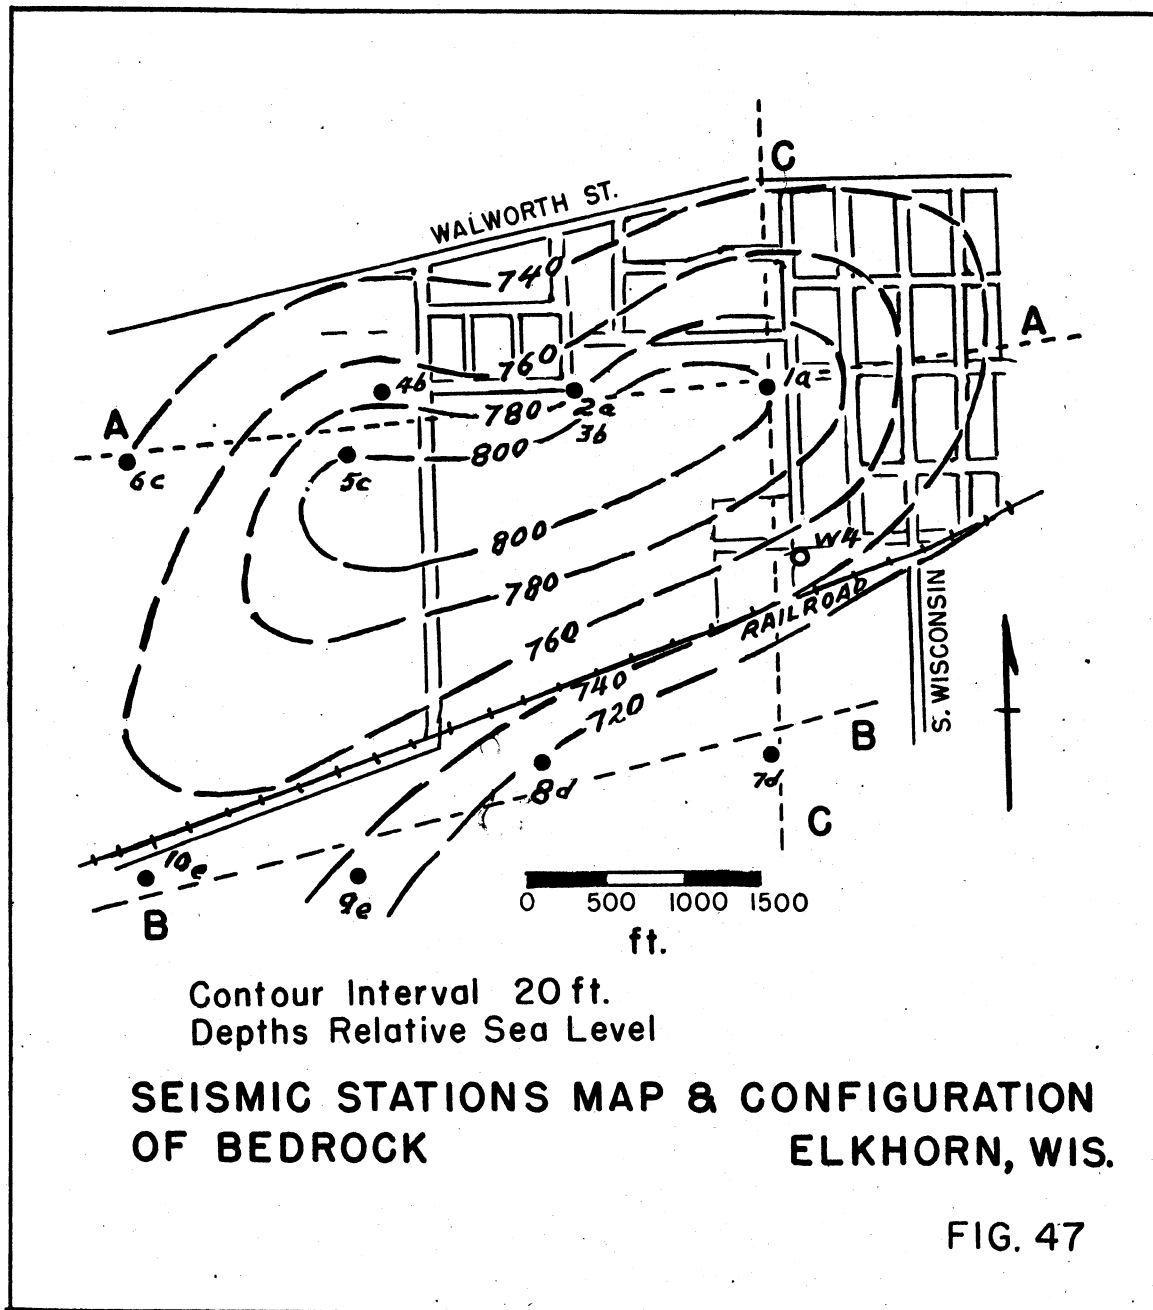 C
WALWORTH ST.
740
A
760
4b
1a
780
2a
3b
A
800
6c
5c
800
W4
780
RAILROAD
760
S. WISCONSIN
740
720
B
8d
7d
C
10e
9e
B
0 500 1000 1500
ft.
Contour Interval 20 ft.
Depths Relative Sea Level
SEISMIC STATIONS MAP & CONFIGURATION
OF BEDROCK ELKHORN, WIS.
FIG. 47